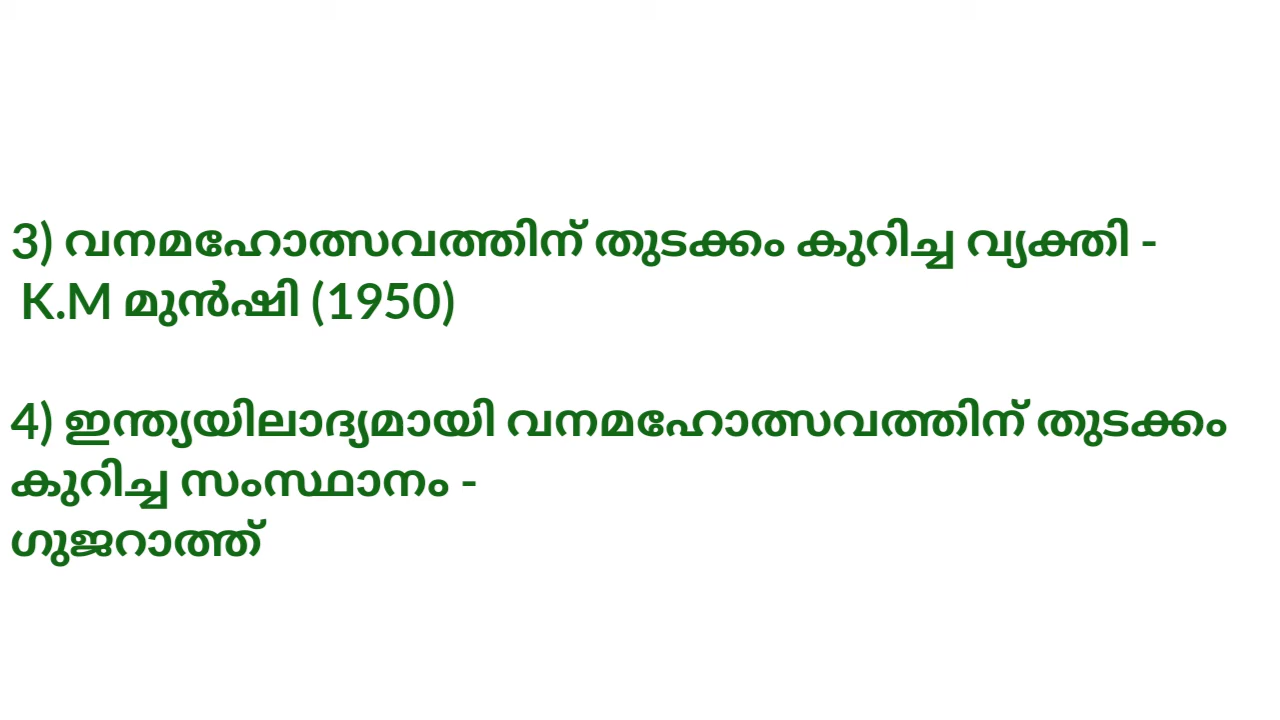 3) വനമഹോത്സവത്തിന് തുടക്കം കുറിച്ച വ്യക്തി -
K.M മുൻഷി (1950)
4) ഇന്ത്യയിലാദ്യമായി വനമഹോത്സവത്തിന് തുടക്കം
കുറിച്ച സംസ്ഥാനം -
ഗുജറാത്ത്